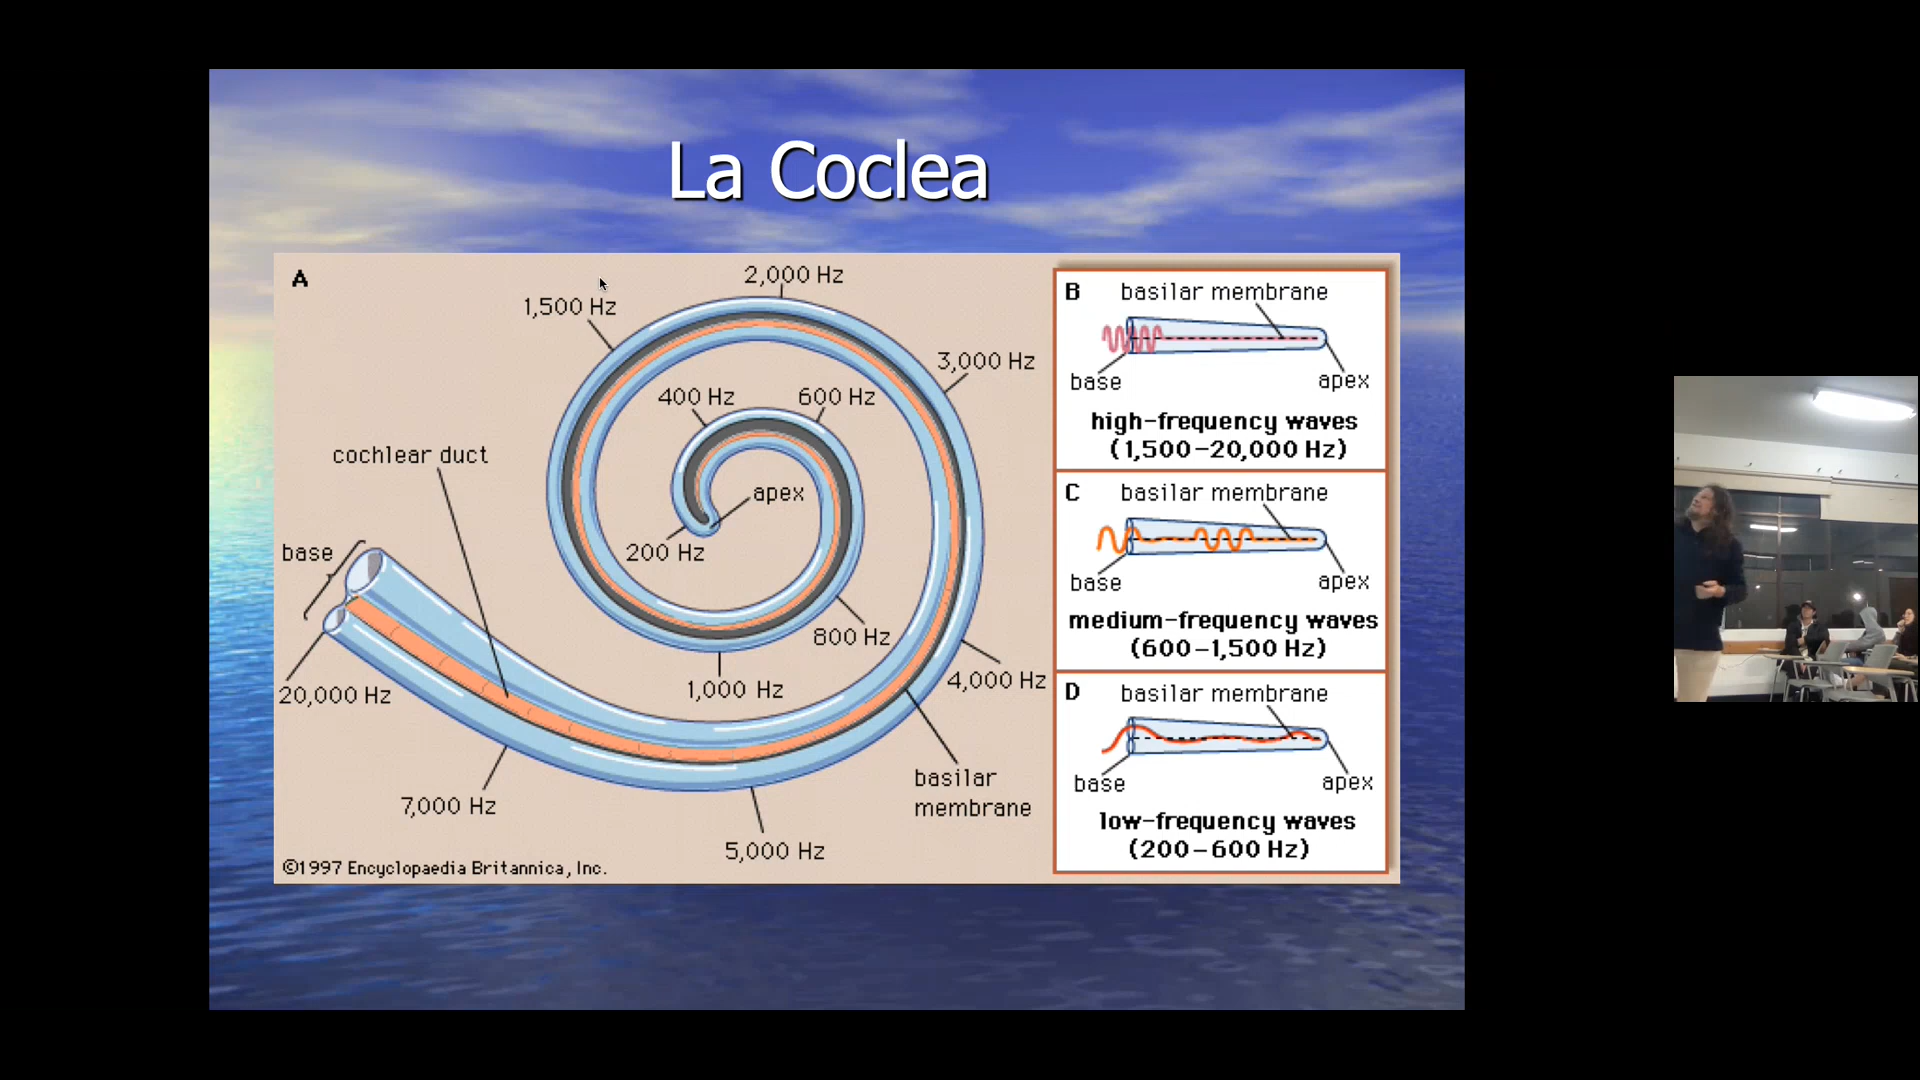 La Coclea
A
2,000 Hz
1,500 Hz
3,000 Hz
400 Hz
600 Hz
cochlear duct
apex
base
200 Hz
800 Hz
20,000 Hz
1,000 Hz
4,000 Hz
7,000 Hz
basilar
membrane
5,000 Hz
©1997 Encyclopaedia Britannica, Inc.
B
basilar membrane
base
apex
high-frequency waves
(1,500-20,000 Hz)
C
basilar membrane
base
apex
medium-frequency waves
(600-1,500 Hz)
D
basilar membrane
base
apex
low-frequency waves
(200-600 Hz)